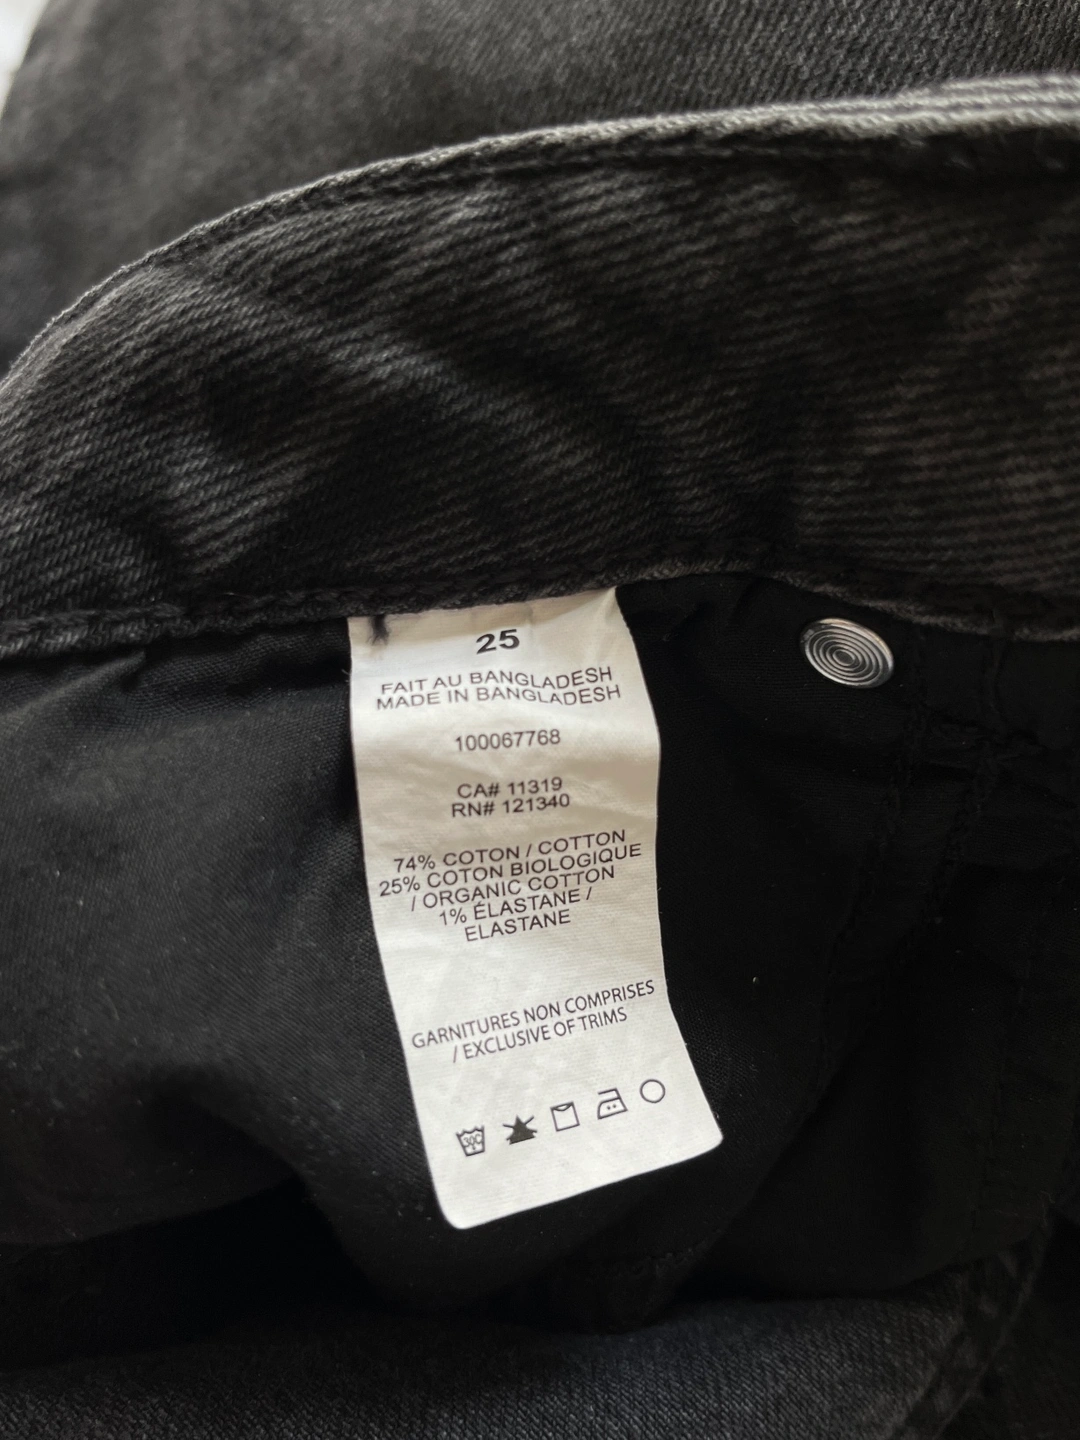 25
FAIT AU BANGLADESH
MADE IN BANGLADESH
100067768
CA# 11319
RN# 121340
74% COTON / COTTON
25% COTON BIOLOGIQUE
/ ORGANIC COTTON
1% ÉLASTANE /
ELASTANE
GARNITURES NON COMPRISES
/ EXCLUSIVE OF TRIMS
30C